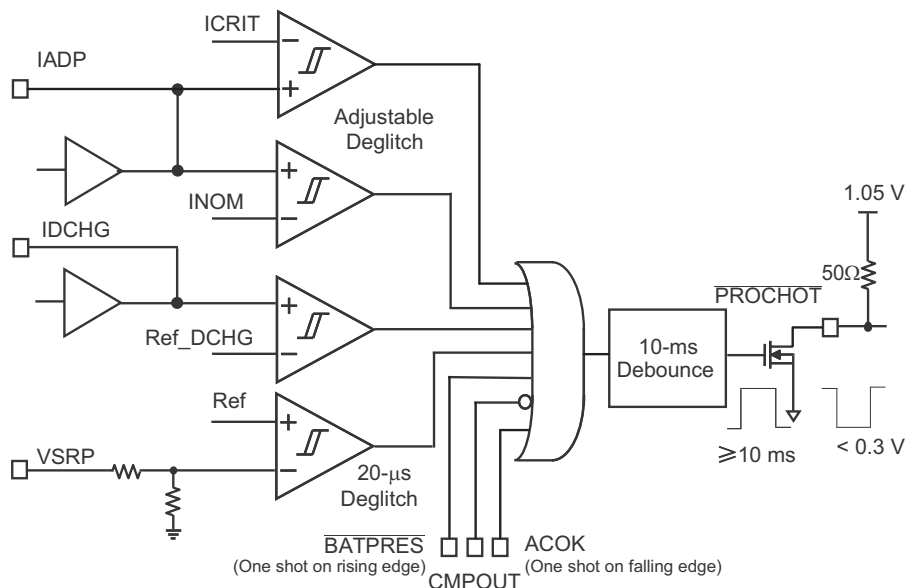 ICRIT
IADP
Adjustable
Deglitch
INOM
IDCHG
Ref_DCHG
Ref
VSRP
20-μs
Deglitch
1.05 V
50Ω
PROCHOT
10-ms
Debounce
⩾10 ms
< 0.3 V
BATPRES
(One shot on rising edge)
CMPOUT
ACOK
(One shot on falling edge)